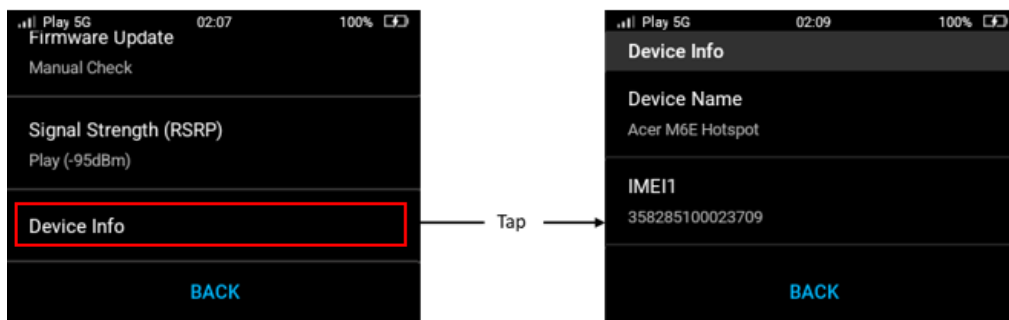 Play 5G 02:07 100%
Firmware Update
Manual Check
Signal Strength (RSRP)
Play (-95dBm)
Device Info
BACK
Tap
Play 5G 02:09 100%
Device Info
Device Name
Acer M6E Hotspot
IMEI1
358285100023709
BACK